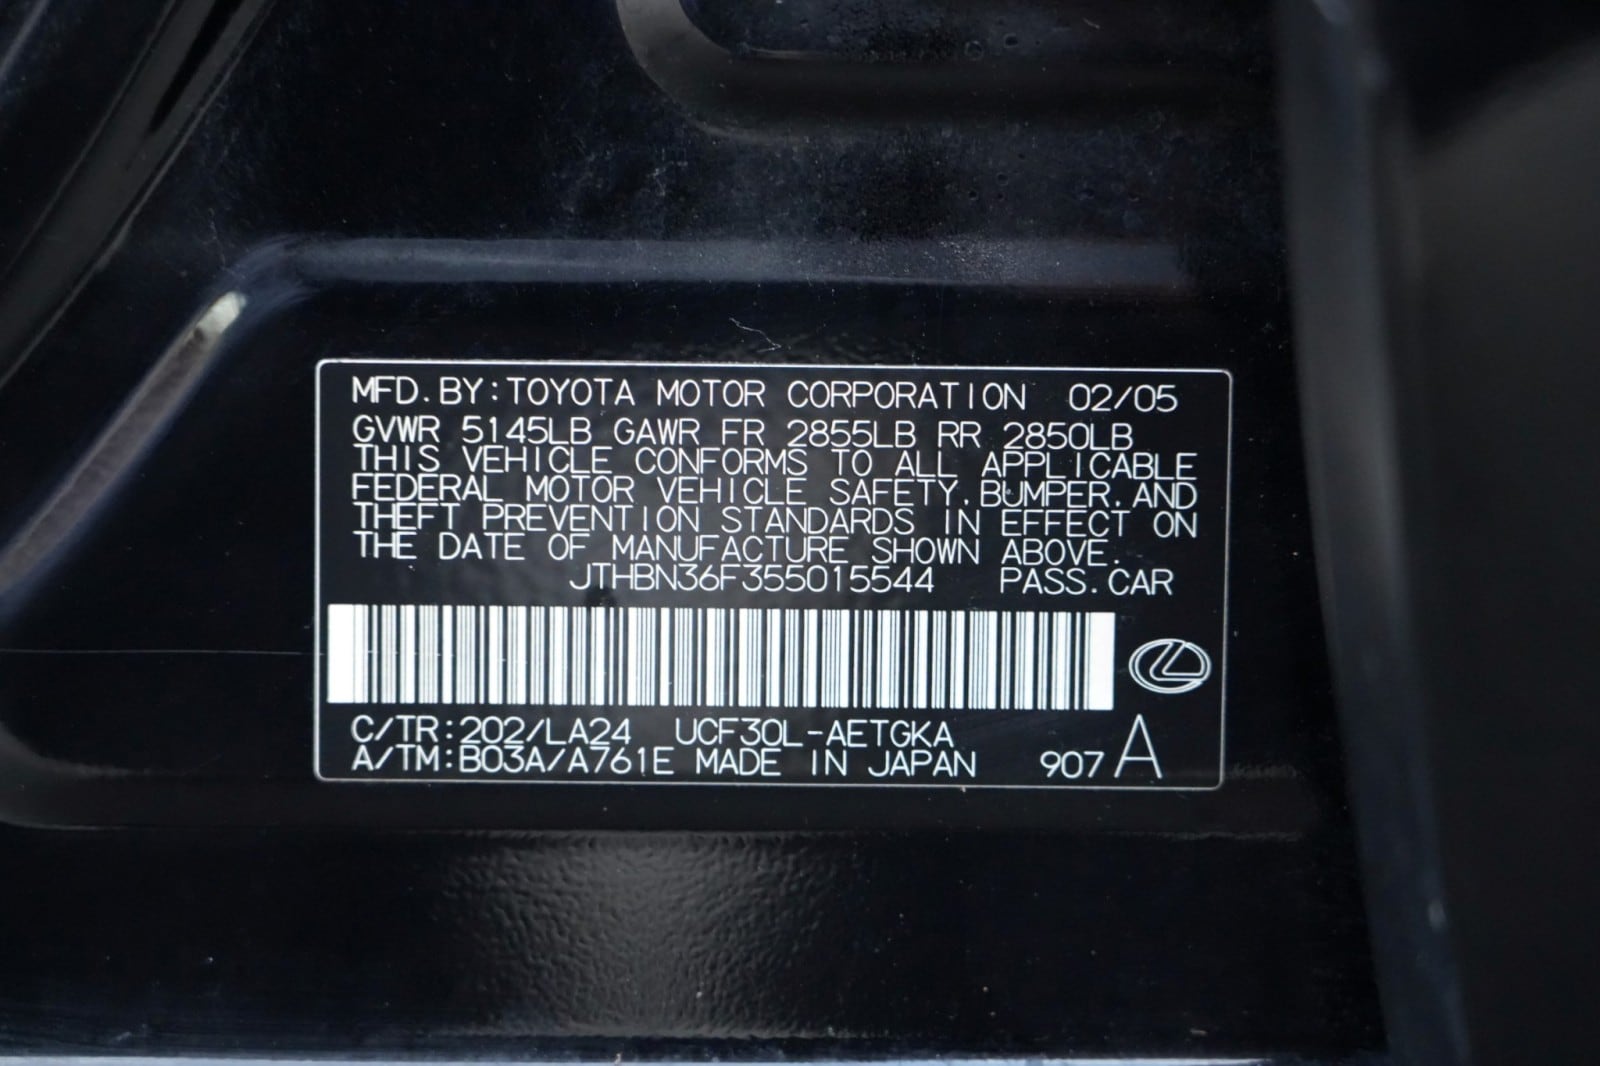 MFD.BY:TOYOTA MOTOR CORPORATION 02/05
GVWR 5145LB GAWR FR 2855LB RR 2850LB
THIS VEHICLE CONFORMS TO ALL APPLICABLE
FEDERAL MOTOR VEHICLE SAFETY,BUMPER,AND
THEFT PREVENTION STANDARDS IN EFFECT ON
THE DATE OF MANUFACTURE SHOWN ABOVE.
JTHBN36F355015544 PASS.CAR
C/TR:202/LA24 UCF30L-AETGKA
A/TM:B03A/A761E MADE IN JAPAN 907 A